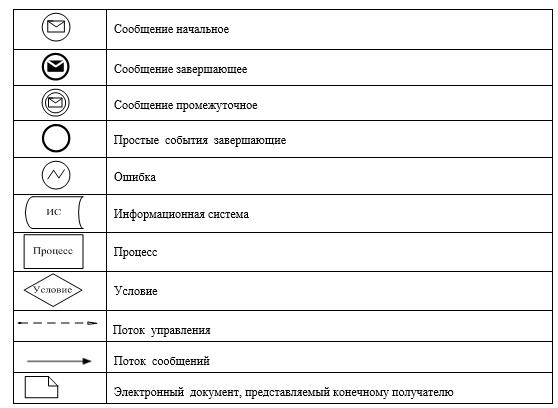 Сообщение начальное
Сообщение завершающее
Сообщение промежуточное
Простые события завершающие
Ошибка
ИС Информационная система
Процесс Процесс
Условие Условие
Поток управления
Поток сообщений
Электронный документ, представляемый конечному получателю